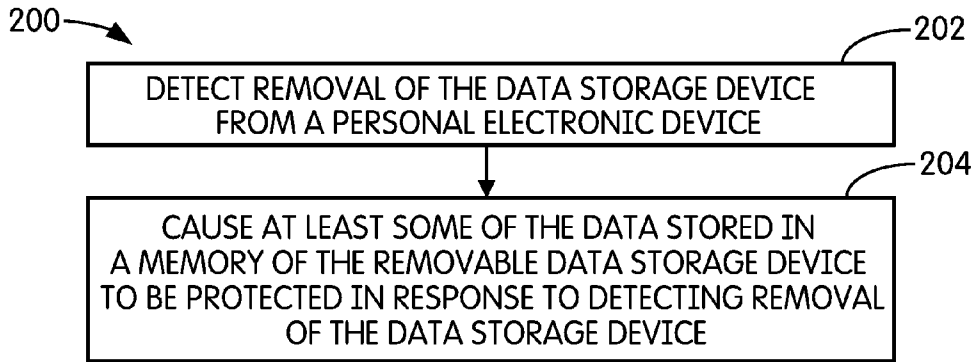 200
202
DETECT REMOVAL OF THE DATA STORAGE DEVICE
FROM A PERSONAL ELECTRONIC DEVICE
204
CAUSE AT LEAST SOME OF THE DATA STORED IN
A MEMORY OF THE REMOVABLE DATA STORAGE DEVICE
TO BE PROTECTED IN RESPONSE TO DETECTING REMOVAL
OF THE DATA STORAGE DEVICE